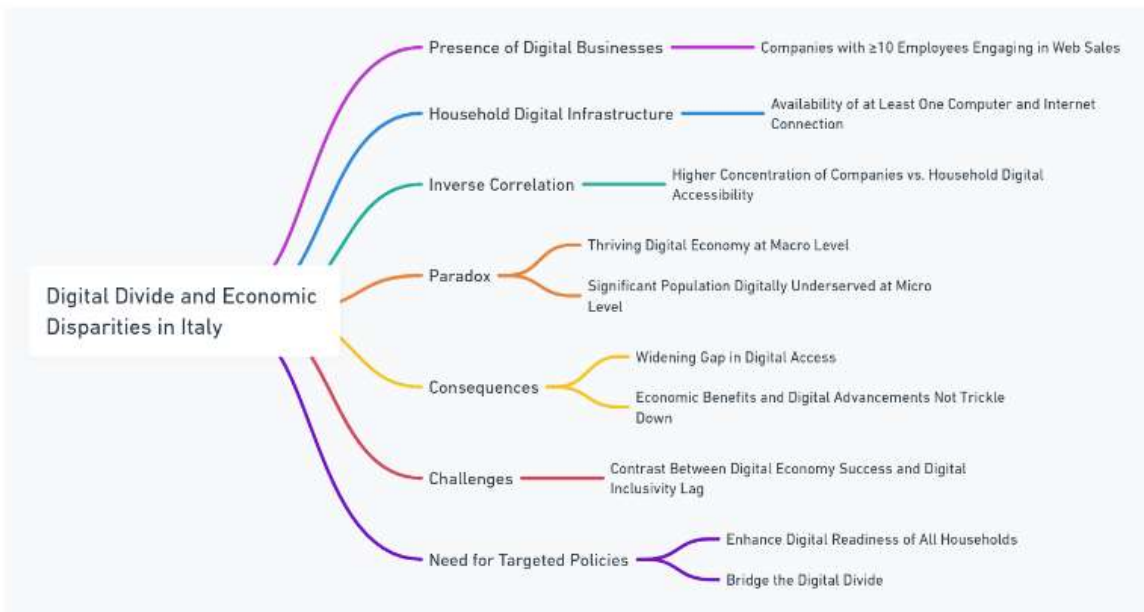 Presence of Digital Businesses
Companies with ≥10 Employees Engaging in Web Sales
Household Digital Infrastructure
Availability of at Least One Computer and Internet
Connection
Inverse Correlation
Higher Concentration of Companies vs. Household Digital
Accessibility
Digital Divide and Economic
Disparities in Italy
Paradox
Thriving Digital Economy at Macro Level
Significant Population Digitally Underserved at Micro
Level
Consequences
Widening Gap in Digital Access
Economic Benefits and Digital Advancements Not Trickle
Down
Challenges
Contrast Between Digital Economy Success and Digital
Inclusivity Lag
Need for Targeted Policies
Enhance Digital Readiness of All Households
Bridge the Digital Divide